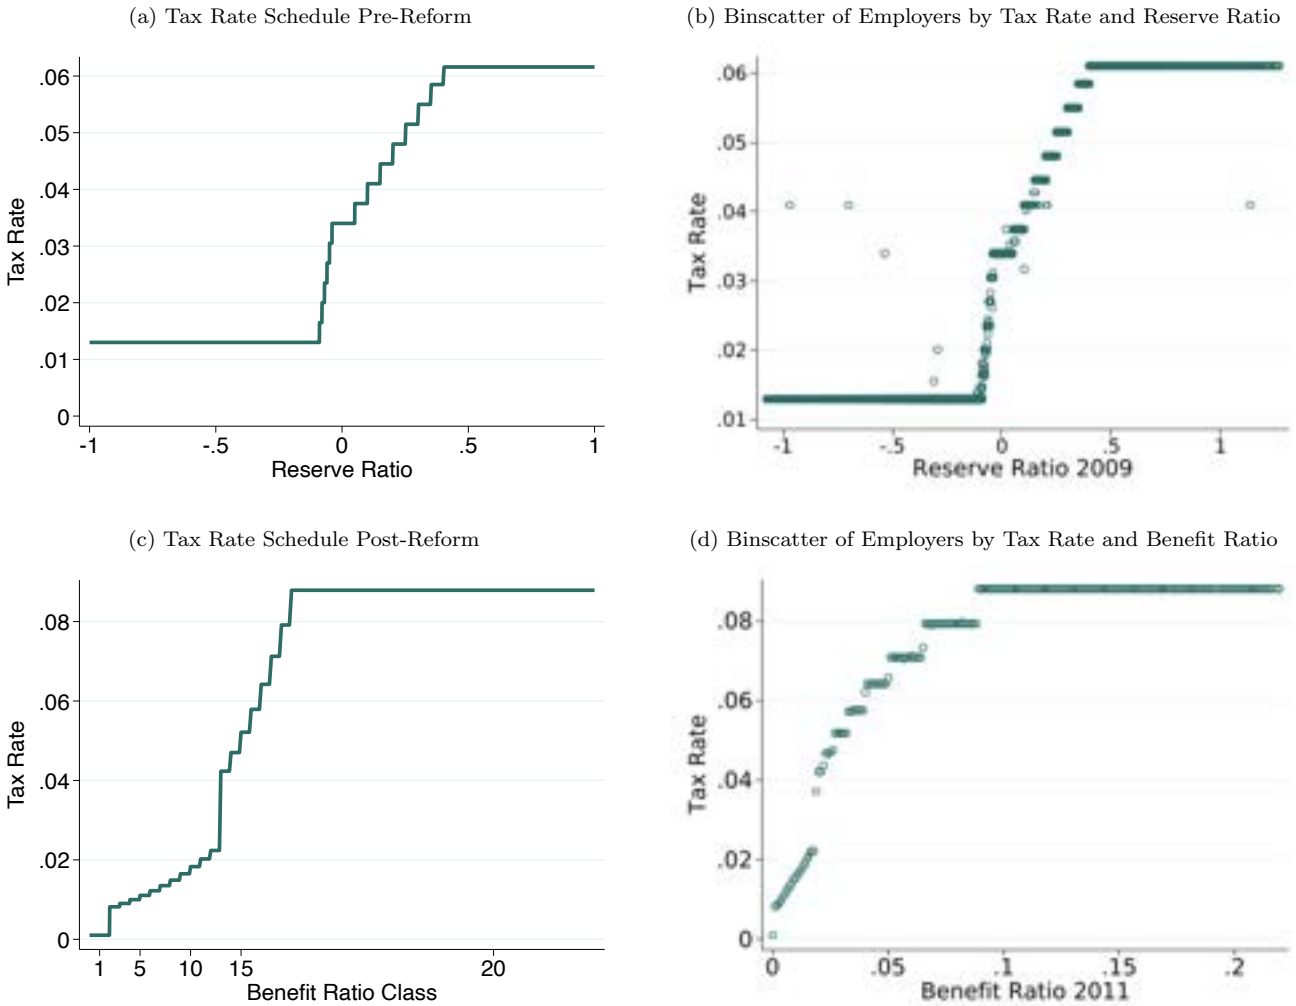 (a) Tax Rate Schedule Pre-Reform
Tax Rate
.06
.05
.04
.03
.02
.01
0
-1 -.5 0 .5 1
Reserve Ratio
(b) Binscatter of Employers by Tax Rate and Reserve Ratio
Tax Rate
.06
.05
.04
.03
.02
.01
-1 -.5 0 .5 1
Reserve Ratio 2009
(c) Tax Rate Schedule Post-Reform
Tax Rate
.08
.06
.04
.02
0
1 5 10 15 20
Benefit Ratio Class
(d) Binscatter of Employers by Tax Rate and Benefit Ratio
Tax Rate
.08
.06
.04
.02
0
0 .05 .1 .15 .2
Benefit Ratio 2011